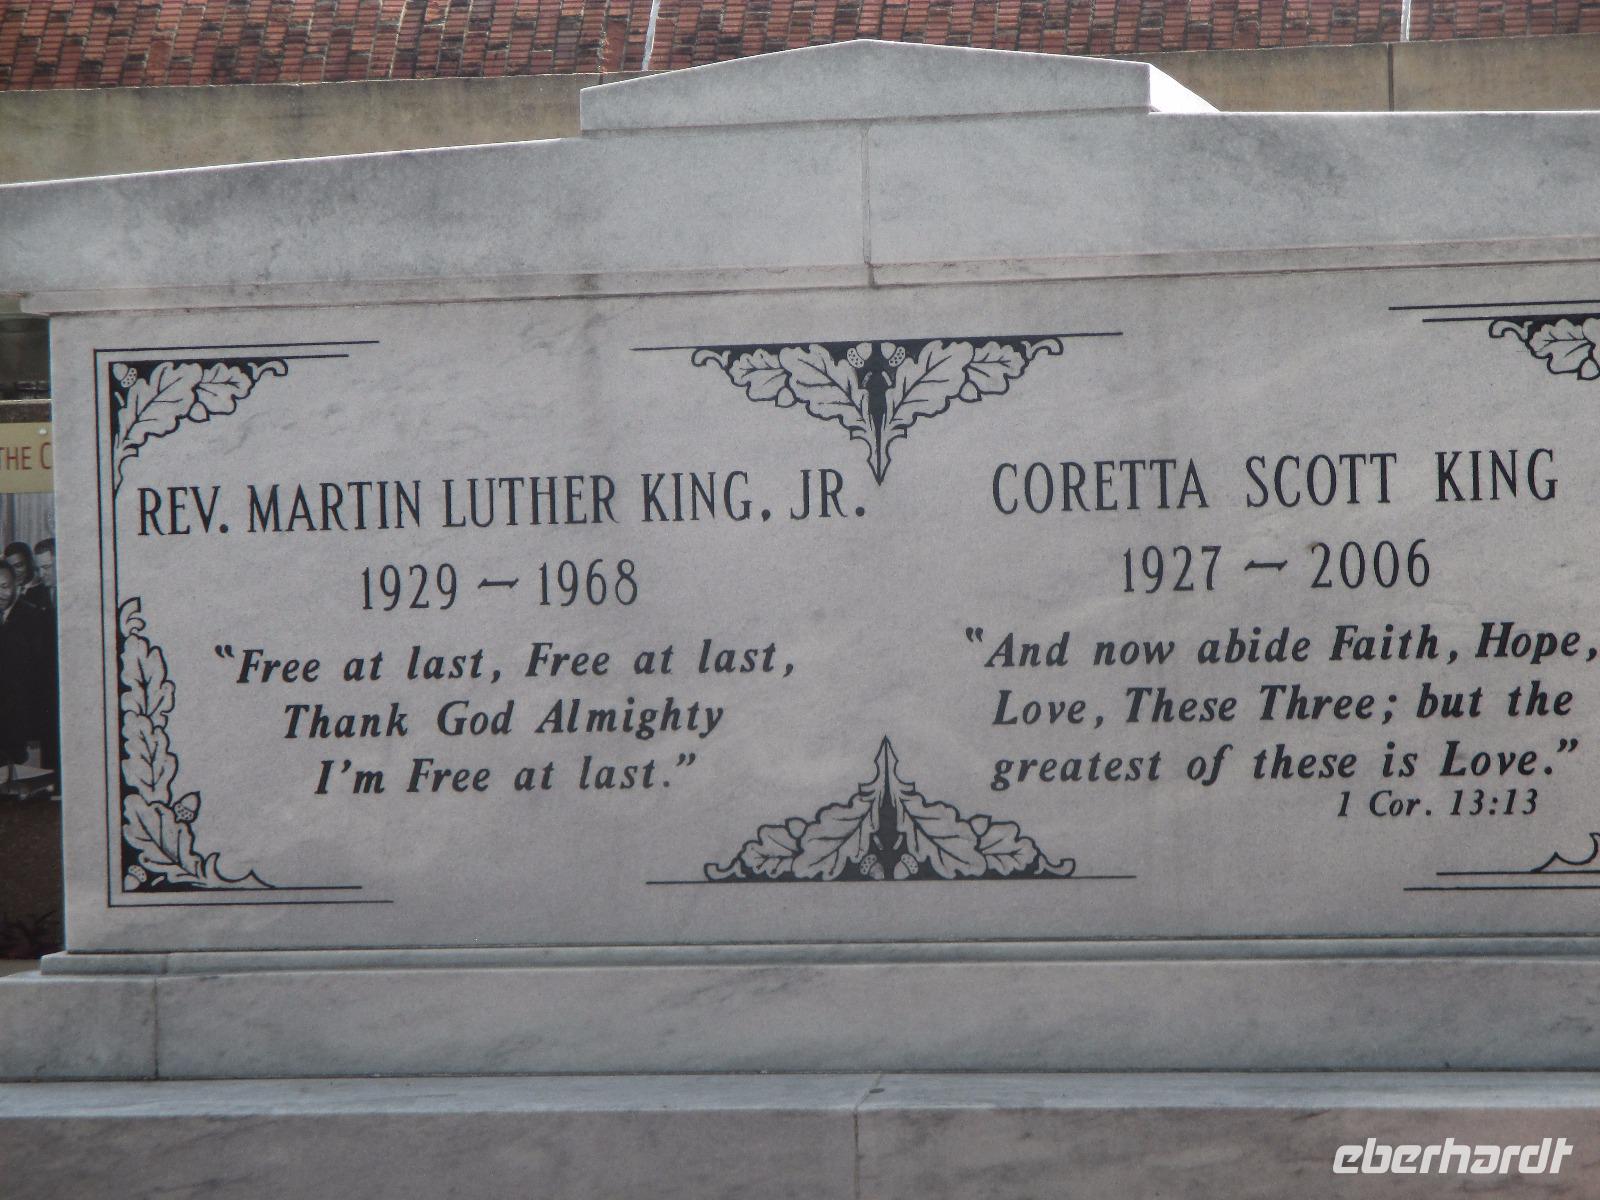 THE C
REV. MARTIN LUTHER KING, JR.
1929 ~ 1968
"Free at last, Free at last,
Thank God Almighty
I'm Free at last."
CORETTA SCOTT KING
1927 ~ 2006
"And now abide Faith, Hope,
Love, These Three; but the
greatest of these is Love."
1 Cor. 13:13
eberhardt